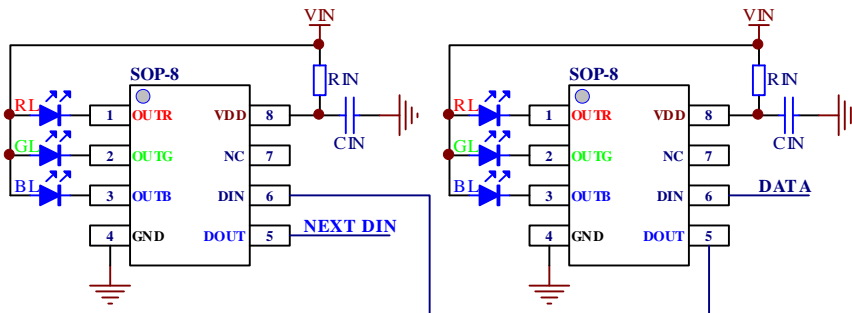 VIN VIN
SOP-8 RIN SOP-8 RIN
RL 1 OUTR VDD 8 RL 1 OUTR VDD 8
CIN CIN
GL 2 OUTG NC 7 GL 2 OUTG NC 7
BL 3 OUTB DIN 6 BL 3 OUTB DIN 6 DATA
4 GND DOUT 5 NEXT DIN 4 GND DOUT 5